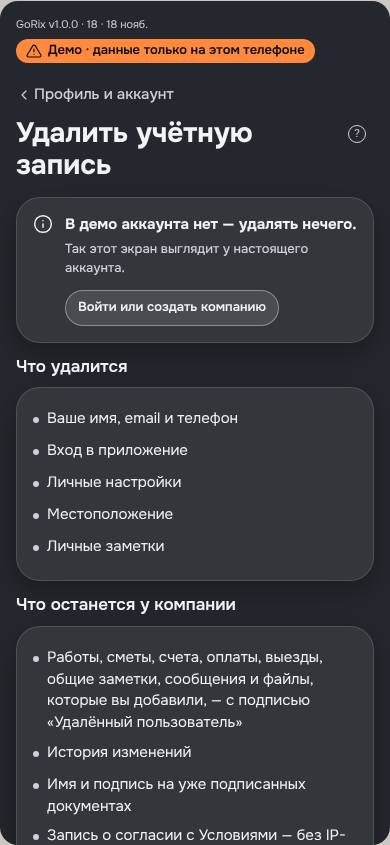 GoRix v1.0.0 · 18 · 18 нояб.
Демо · данные только на этом телефоне
Профиль и аккаунт
Удалить учётную
запись
?
В демо аккаунта нет — удалять нечего.
Так этот экран выглядит у настоящего
аккаунта.
Войти или создать компанию
Что удалится
• Ваше имя, email и телефон
• Вход в приложение
• Личные настройки
• Местоположение
• Личные заметки
Что останется у компании
• Работы, сметы, счета, оплаты, выезды,
общие заметки, сообщения и файлы,
которые вы добавили, — с подписью
«Удалённый пользователь»
• История изменений
• Имя и подпись на уже подписанных
документах
• Запись о согласии с Условиями — без IP-